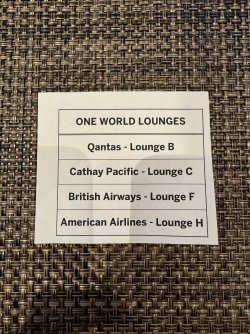 ONE WORLD LOUNGES
Qantas - Lounge B
Cathay Pacific - Lounge C
British Airways - Lounge F
American Airlines - Lounge H